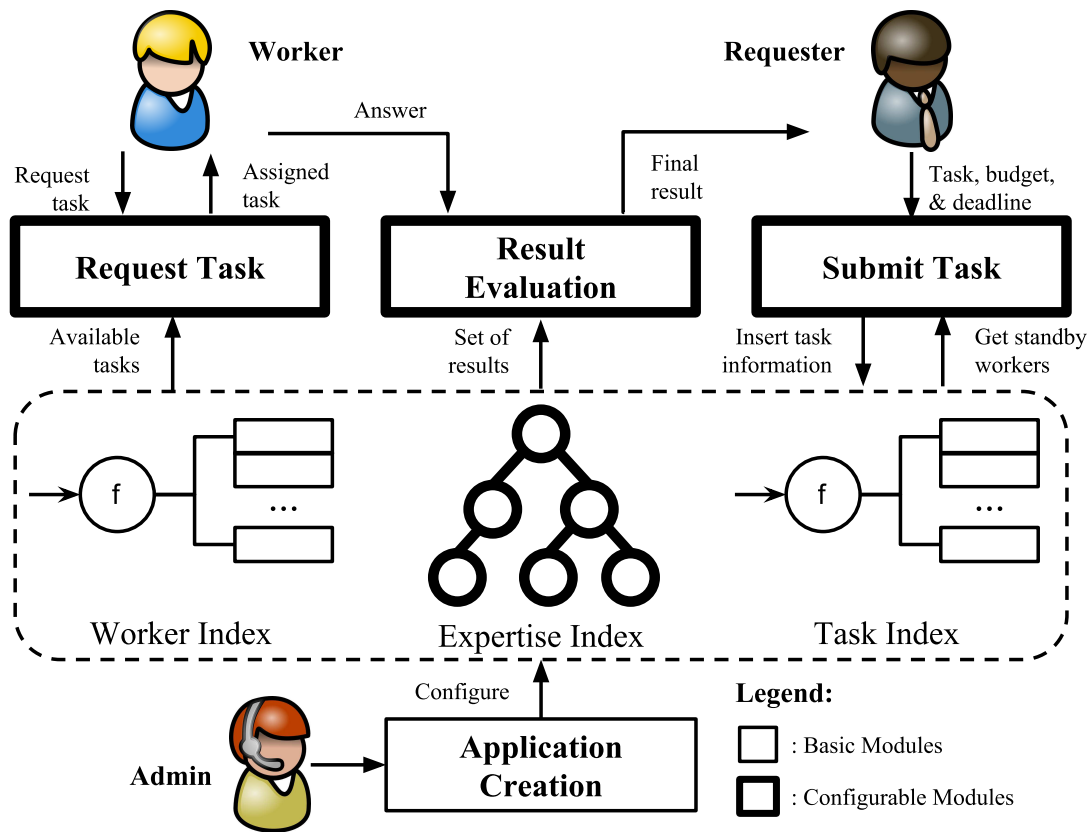 Worker
Requester
Answer
Request
task
Assigned
task
Final
result
Task, budget,
& deadline
Request Task
Result
Evaluation
Submit Task
Available
tasks
Set of
results
Insert task
information
Get standby
workers
f
...
f
...
Worker Index
Expertise Index
Task Index
Configure
Legend:
Admin
Application
Creation
: Basic Modules
: Configurable Modules